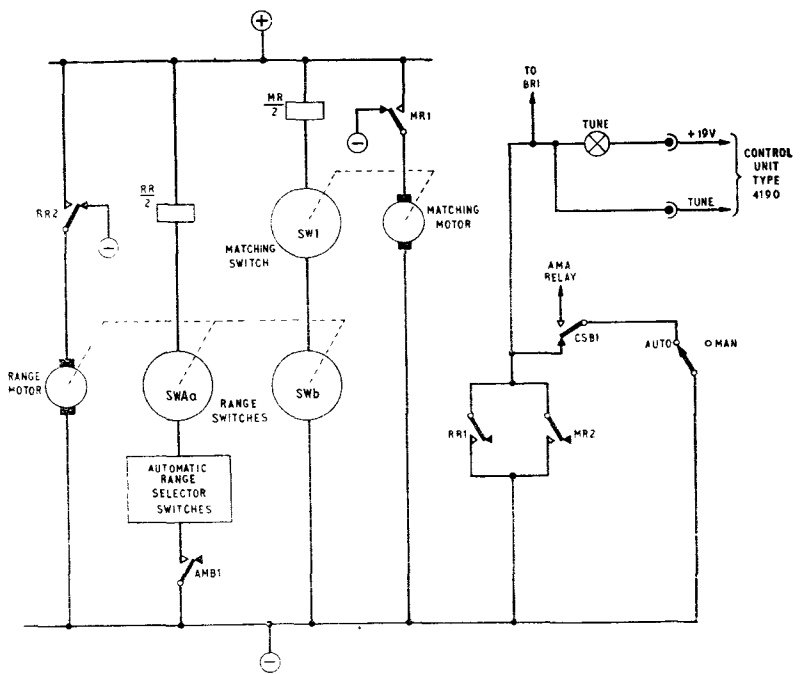 +
TO
BR1
MR
2
MR1
TUNE
+19V
CONTROL
UNIT
TYPE
4190
−
RR
2
RR2
−
SW1
MATCHING
SWITCH
MATCHING
MOTOR
TUNE
AMA
RELAY
CSB1
AUTO
MAN
RANGE
MOTOR
SWAa
RANGE
SWITCHES
SWb
RR1
MR2
AUTOMATIC
RANGE
SELECTOR
SWITCHES
AMB1
−